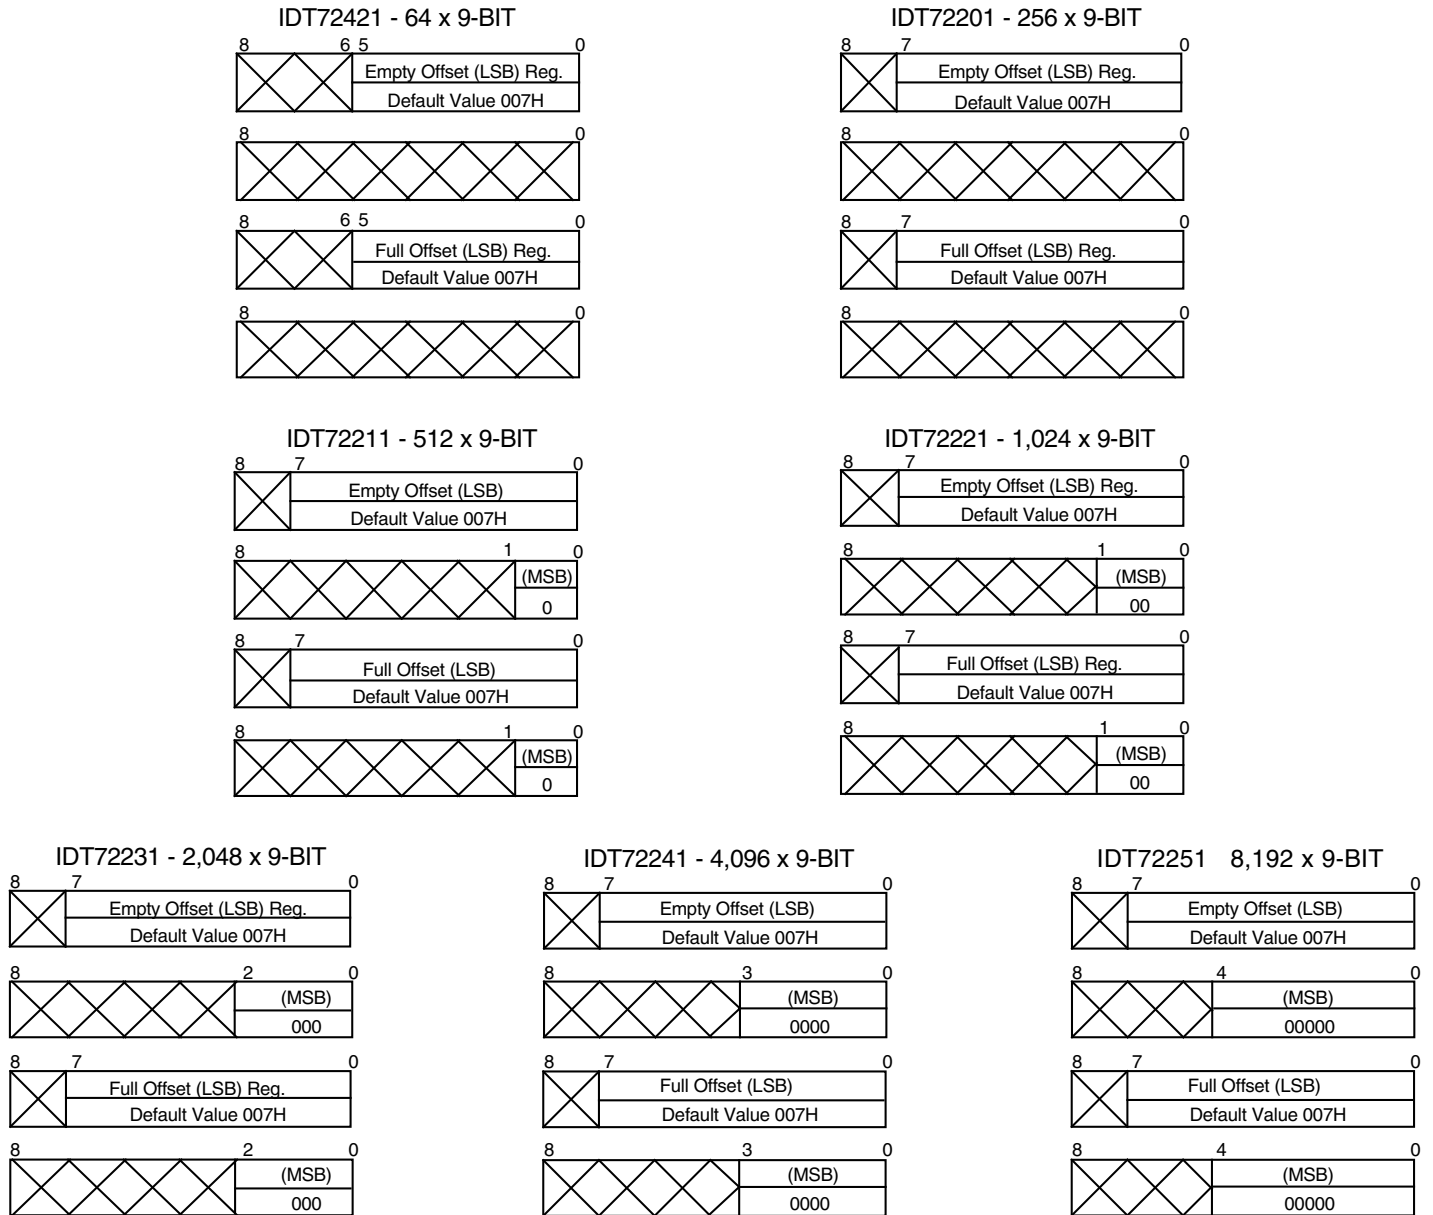 IDT72421 - 64 x 9-BIT
8 6 5 0
Empty Offset (LSB) Reg.
Default Value 007H
8 0
8 6 5 0
Full Offset (LSB) Reg.
Default Value 007H
8 0
IDT72201 - 256 x 9-BIT
8 7 0
Empty Offset (LSB) Reg.
Default Value 007H
8 0
8 7 0
Full Offset (LSB) Reg.
Default Value 007H
8 0
IDT72211 - 512 x 9-BIT
8 7 0
Empty Offset (LSB)
Default Value 007H
8 1 0
(MSB)
0
8 7 0
Full Offset (LSB)
Default Value 007H
8 1 0
(MSB)
0
IDT72221 - 1,024 x 9-BIT
8 7 0
Empty Offset (LSB) Reg.
Default Value 007H
8 1 0
(MSB)
00
8 7 0
Full Offset (LSB) Reg.
Default Value 007H
8 1 0
(MSB)
00
IDT72231 - 2,048 x 9-BIT
8 7 0
Empty Offset (LSB) Reg.
Default Value 007H
8 2 0
(MSB)
000
8 7 0
Full Offset (LSB) Reg.
Default Value 007H
8 2 0
(MSB)
000
IDT72241 - 4,096 x 9-BIT
8 7 0
Empty Offset (LSB)
Default Value 007H
8 3 0
(MSB)
0000
8 7 0
Full Offset (LSB)
Default Value 007H
8 3 0
(MSB)
0000
IDT72251 8,192 x 9-BIT
8 7 0
Empty Offset (LSB)
Default Value 007H
8 4 0
(MSB)
00000
8 7 0
Full Offset (LSB)
Default Value 007H
8 4 0
(MSB)
00000